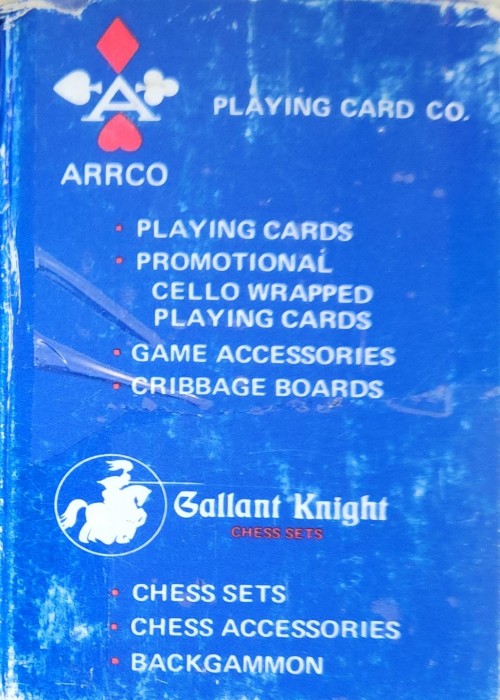 A
PLAYING CARD CO.
ARRCO
• PLAYING CARDS
• PROMOTIONAL
CELLO WRAPPED
PLAYING CARDS
• GAME ACCESSORIES
• CRIBBAGE BOARDS
Gallant Knight
CHESS SETS
• CHESS SETS
• CHESS ACCESSORIES
• BACKGAMMON